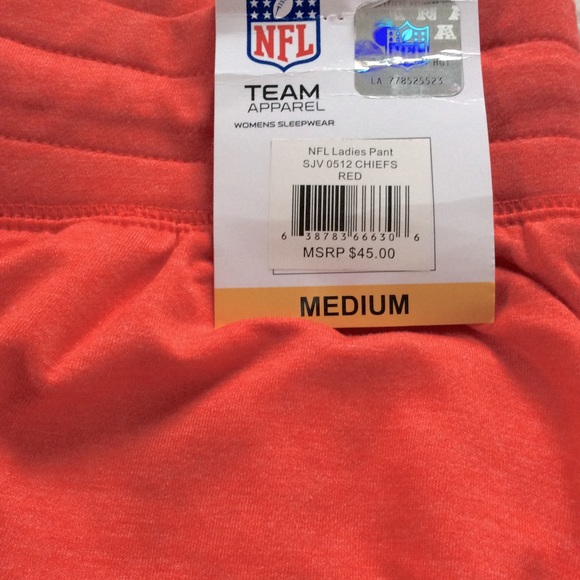 NFL
TEAM
APPAREL
WOMENS SLEEPWEAR
NFL
LA 778525523
NFL Ladies Pant
SJV 0512 CHIEFS
RED
6 38783 66630 6
MSRP $45.00
MEDIUM